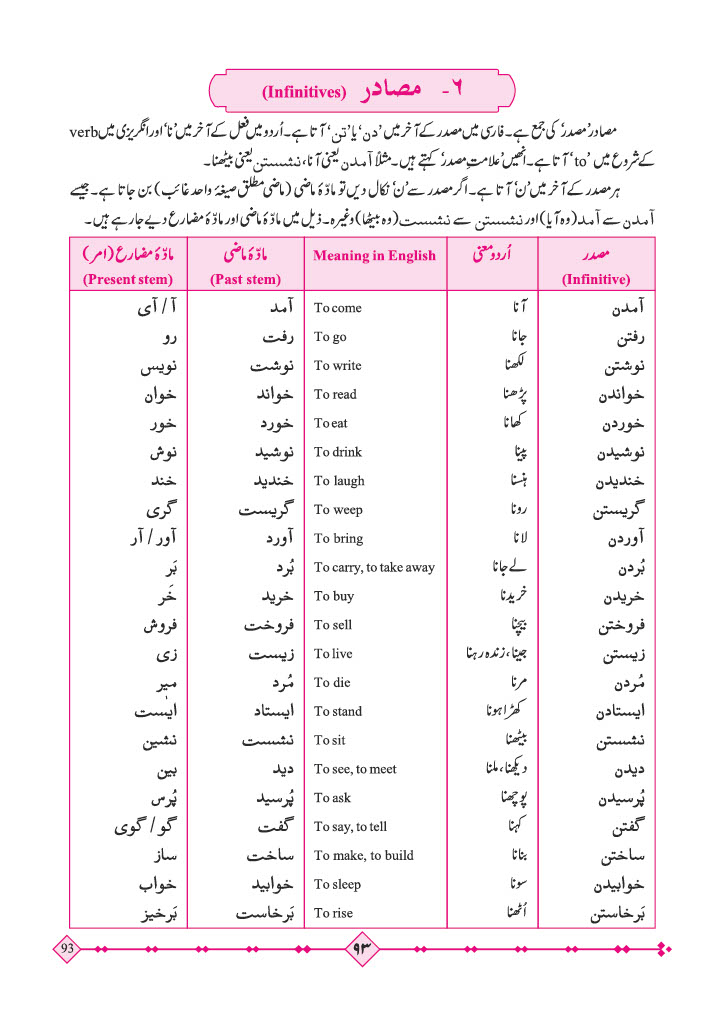 ۶۔ مصادر (Infinitives)
مصادر’مصدر‘ کی جمع ہے۔ فارسی میں مصدر کے آخر میں ’دن‘ یا ’تن‘ آتا ہے۔ اُردو میں فعل کے آخر میں ’نا‘ اور انگریزی میں verb
کے شروع میں ’to‘ آتا ہے۔ انھیں ’علامتِ مصدر‘ کہتے ہیں۔ مثلاً آمدن یعنی آنا، نشستن یعنی بیٹھنا۔
ہر مصدر کے آخر میں ’ن‘ آتا ہے۔ اگر مصدر سے ’ن‘ نکال دیں تو مادّۂ ماضی (ماضی مطلق صیغۂ واحد غائب) بن جاتا ہے۔ جیسے
آمدن سے آمد (وہ آیا) اور نشستن سے نشست (وہ بیٹھا) وغیرہ۔ ذیل میں مادّۂ ماضی اور مادّۂ مضارع دیے جا رہے ہیں۔
مصدر اُردو معنی Meaning in English مادّۂ ماضی مادّۂ مضارع (امر)
(Infinitive) (Past stem) (Present stem)
آمدن آنا To come آمد آ / آی
رفتن جانا To go رفت رو
نوشتن لکھنا To write نوشت نویس
خواندن پڑھنا To read خواند خوان
خوردن کھانا To eat خورد خور
نوشیدن پینا To drink نوشید نوش
خندیدن ہنسنا To laugh خندید خند
گریستن رونا To weep گریست گری
آوردن لانا To bring آورد آور / آر
بُردن لے جانا To carry, to take away بُرد بَر
خریدن خریدنا To buy خرید خَر
فروختن بیچنا To sell فروخت فروش
زیستن جینا، زندہ رہنا To live زیست زی
مُردن مرنا To die مُرد میر
ایستادن کھڑا ہونا To stand ایستاد ایست
نشستن بیٹھنا To sit نشست نشین
دیدن دیکھنا، ملنا To see, to meet دید بین
پُرسیدن پوچھنا To ask پُرسید پُرس
گفتن کہنا To say, to tell گفت گو / گوی
ساختن بنانا To make, to build ساخت ساز
خوابیدن سونا To sleep خوابید خواب
بَرخاستن اُٹھنا To rise بَرخاست بَرخیز
93 ۹۳